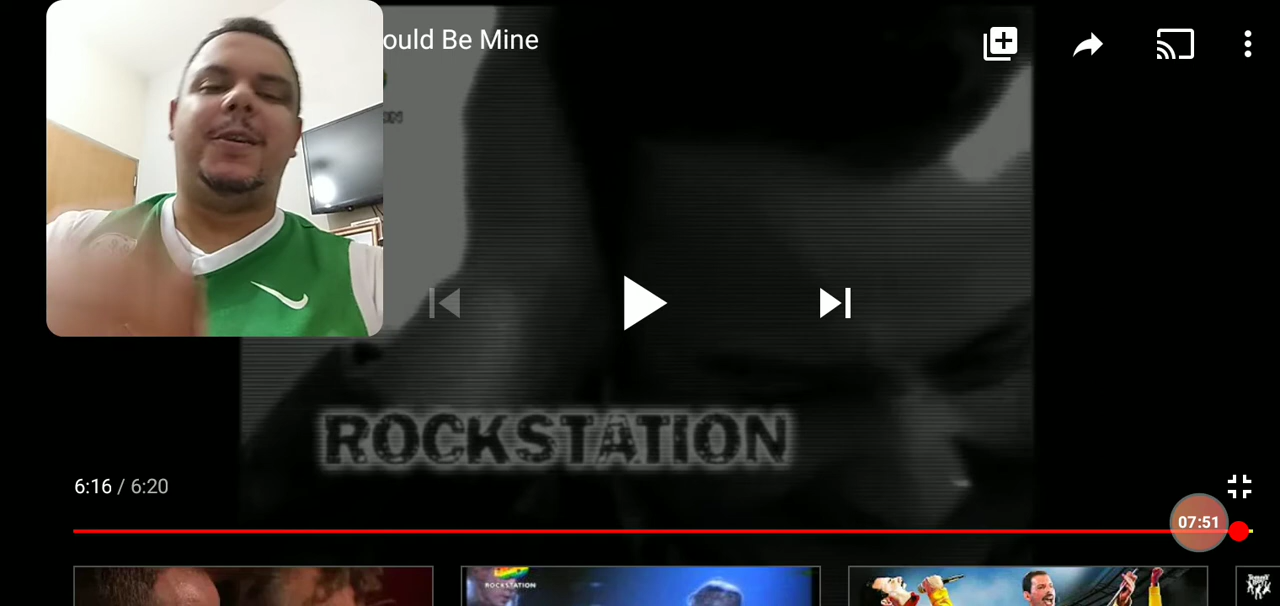 ould Be Mine
ROCKSTATION
6:16 / 6:20
07:51
ROCKSTATION